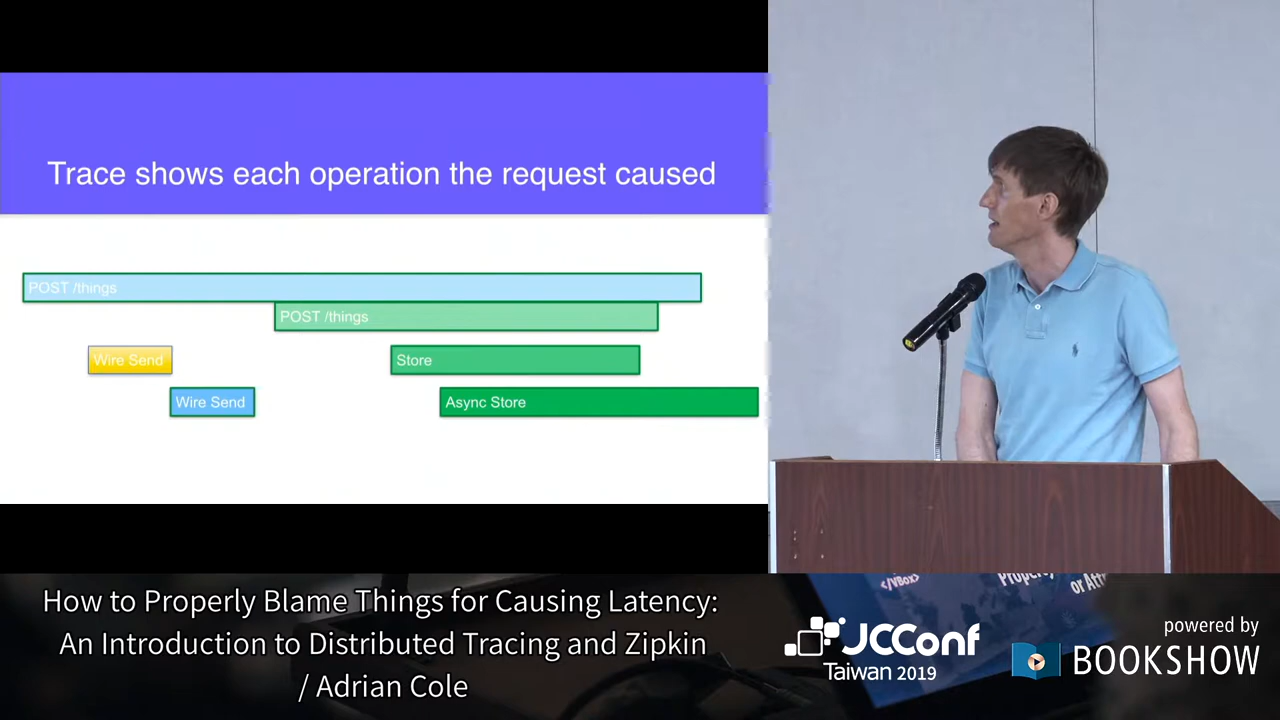 Trace shows each operation the request caused
POST /things
POST /things
Wire Send
Store
Wire Send
Async Store
How to Properly Blame Things for Causing Latency:
An Introduction to Distributed Tracing and Zipkin
/ Adrian Cole
</VBox>
or
JCConf
Taiwan 2019
powered by
BOOKSHOW